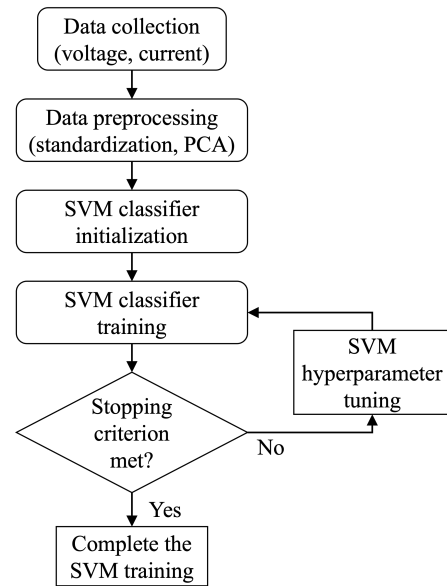 Data collection
(voltage, current)
Data preprocessing
(standardization, PCA)
SVM classifier
initialization
SVM classifier
training
SVM
hyperparameter
tuning
Stopping
criterion
met?
No
Yes
Complete the
SVM training